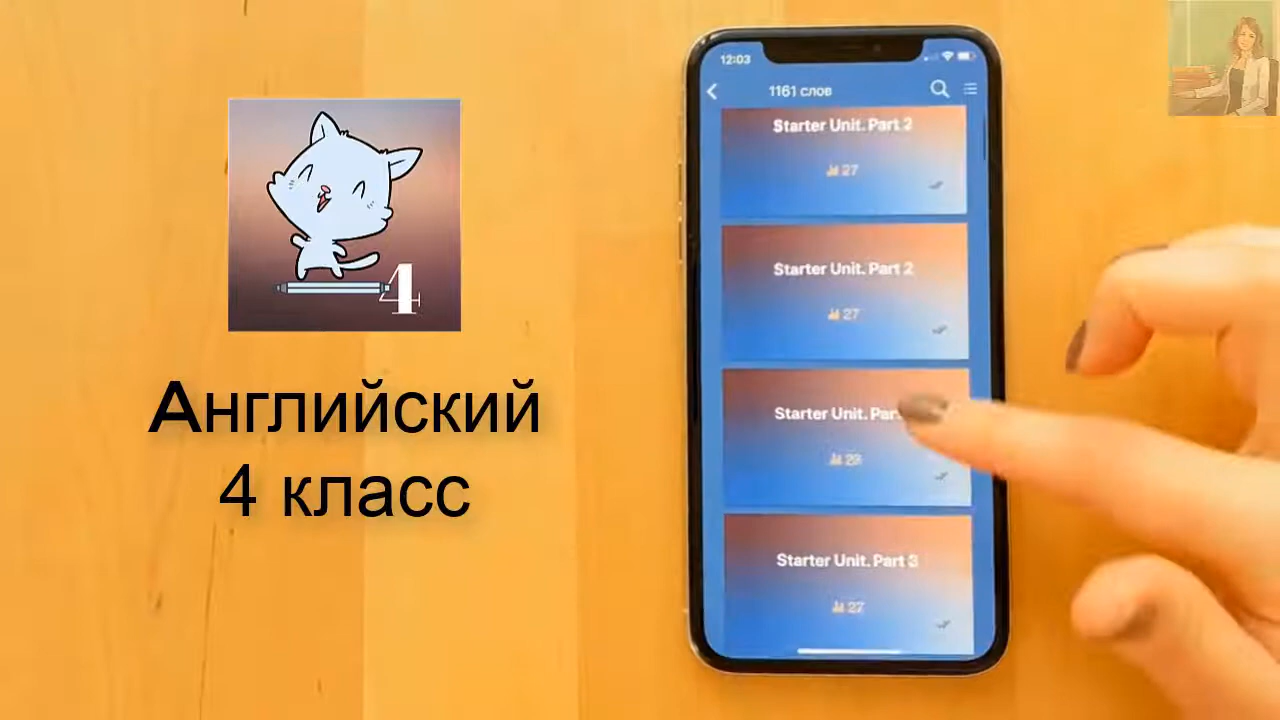 4
Английский
4 класс
12:03
1161 слов
Starter Unit. Part 2
27
Starter Unit. Part 2
27
Starter Unit.
Starter Unit. Part 3
27